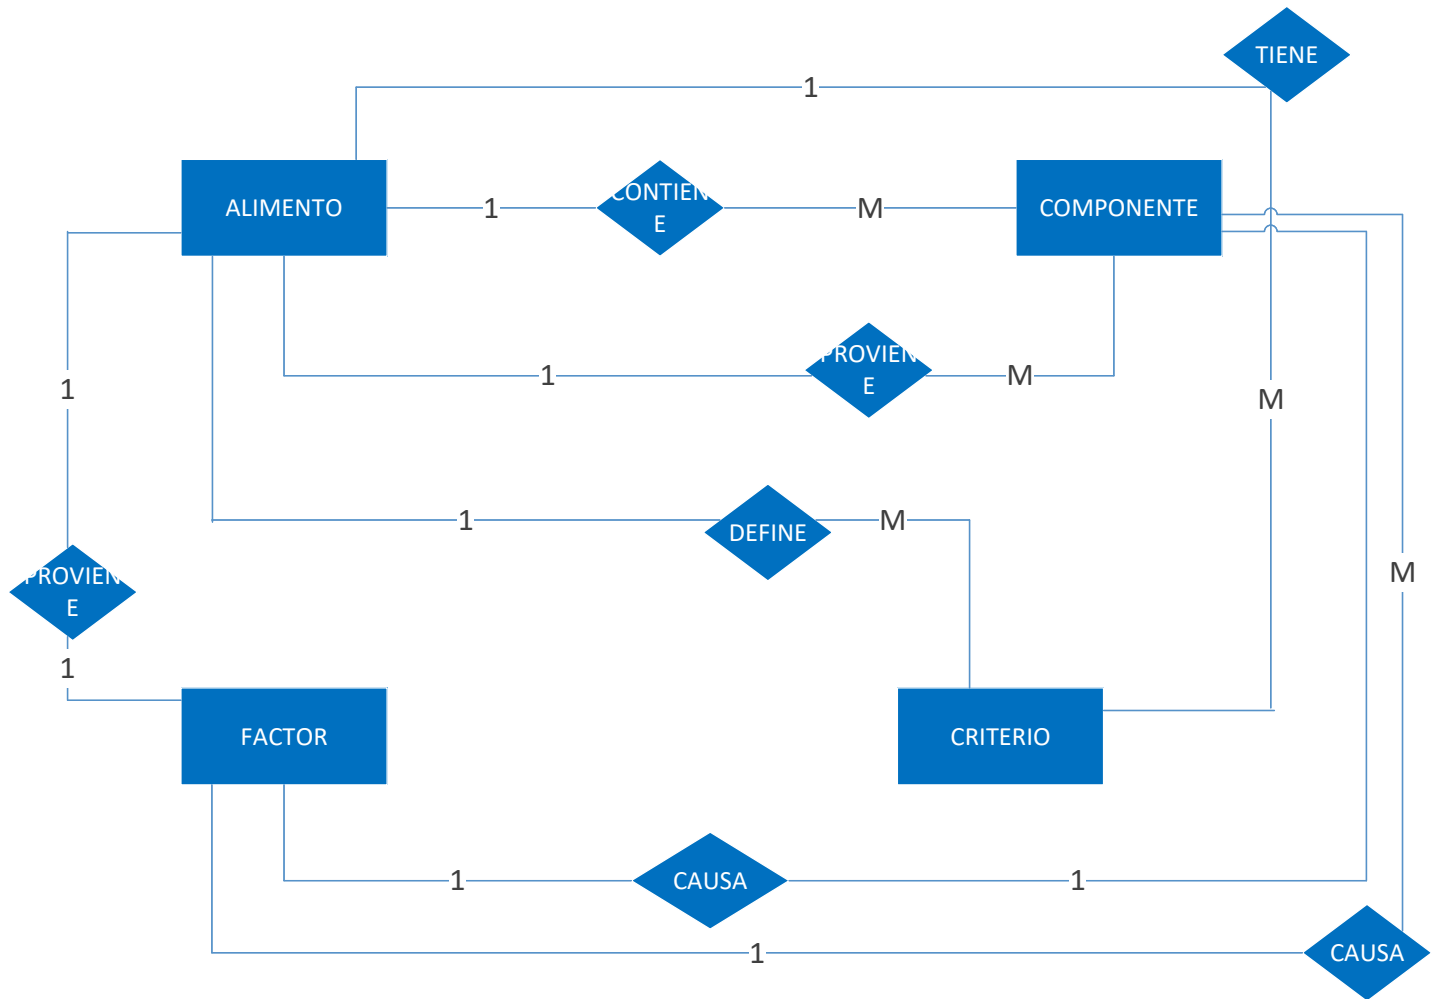 TIENE
1
ALIMENTO
1
CONTIEN
E
M
COMPONENTE
1
1
PROVIEN
E
M
M
1
DEFINE
M
PROVIEN
E
M
1
FACTOR
CRITERIO
1
CAUSA
1
1
CAUSA